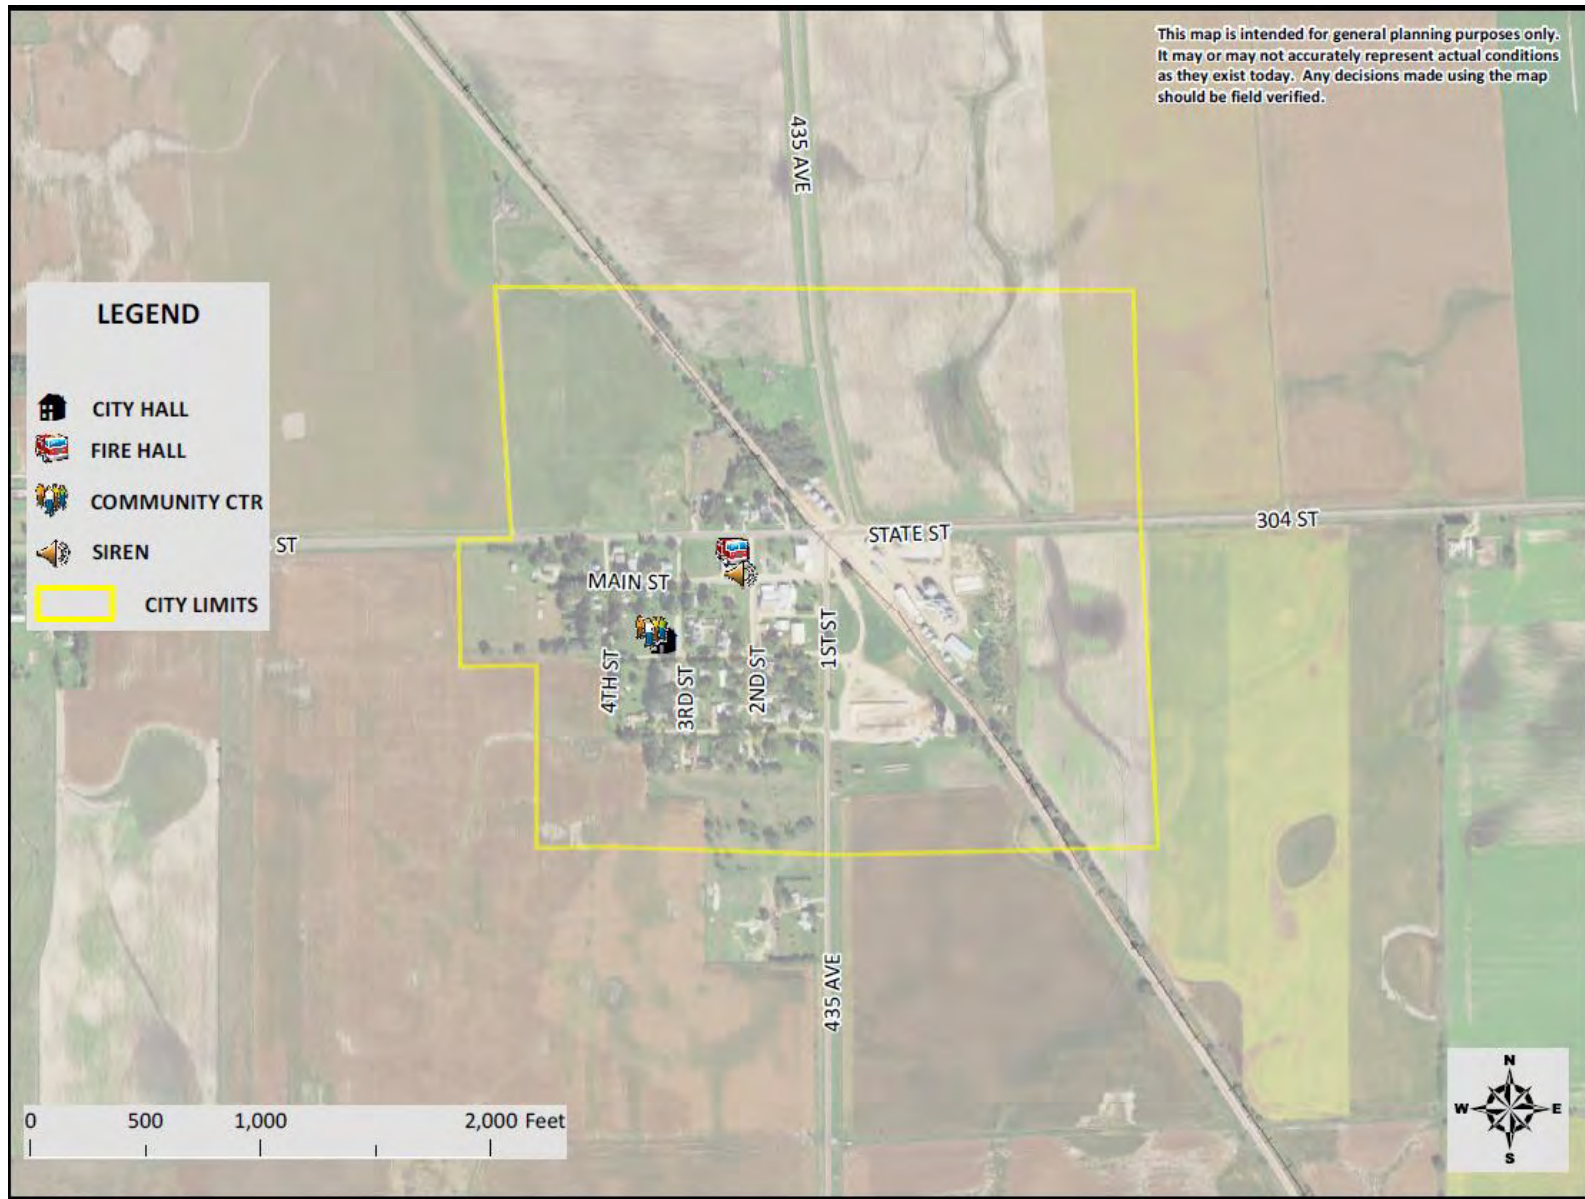 This map is intended for general planning purposes only.
It may or may not accurately represent actual conditions
as they exist today. Any decisions made using the map
should be field verified.
435 AVE
LEGEND
CITY HALL
FIRE HALL
COMMUNITY CTR
SIREN
CITY LIMITS
ST
STATE ST
304 ST
MAIN ST
4TH ST
3RD ST
2ND ST
1ST ST
435 AVE
0 500 1,000 2,000 Feet
N
W E
S